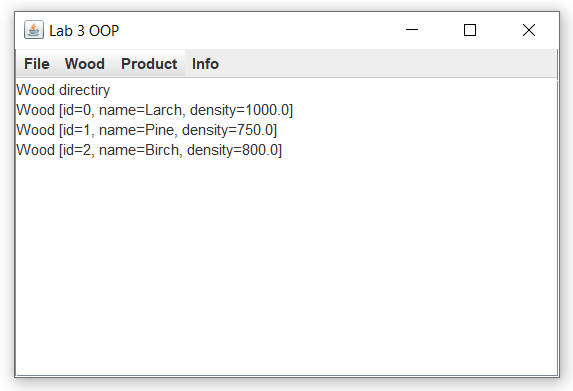 Lab 3 OOP
File Wood Product Info
Wood directiry
Wood [id=0, name=Larch, density=1000.0]
Wood [id=1, name=Pine, density=750.0]
Wood [id=2, name=Birch, density=800.0]